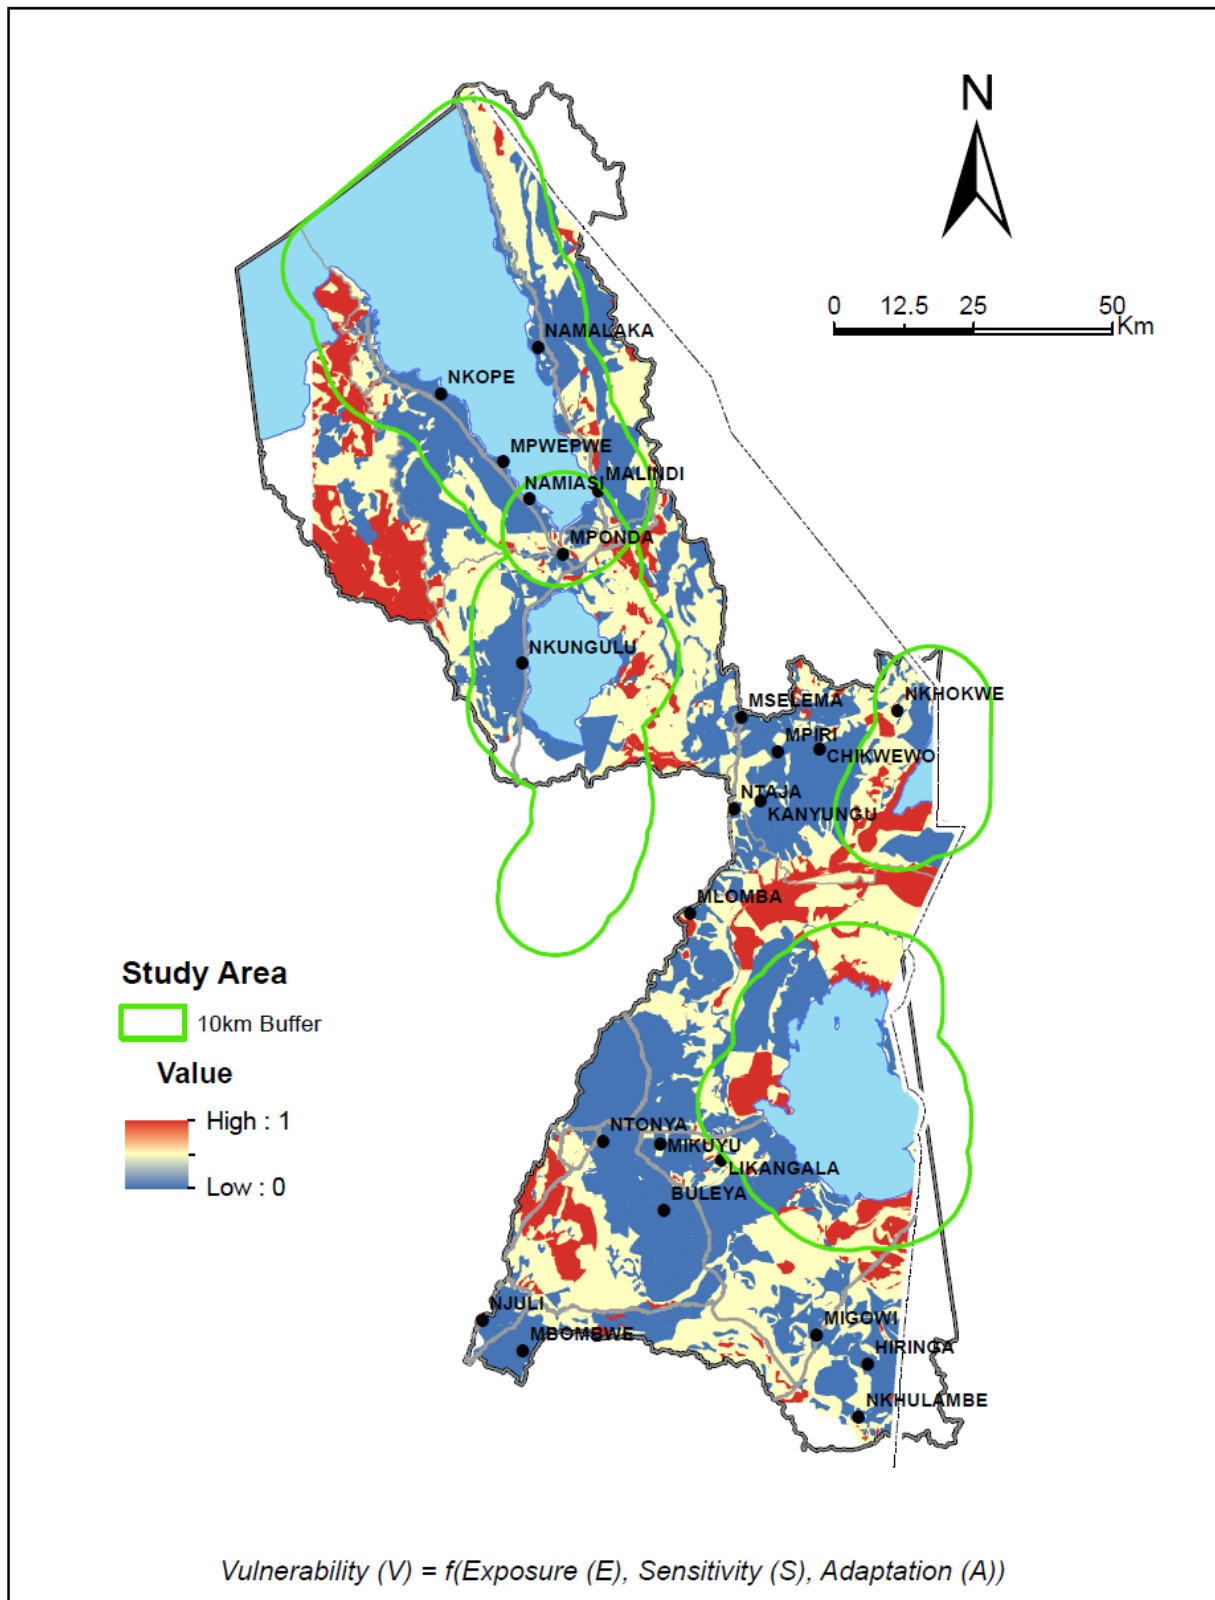 N
0 12.5 25 50
Km
NAMALAKA
NKOPE
MPWEPWE
MALINDI
NAMIASI
MPONDA
NKUNGULU
NKHOKWE
MSELEMA
MPIRI
CHIKWEWO
NTAJA
KANYUNGU
MLOMBA
Study Area
10km Buffer
Value
High : 1
Low : 0
NTONYA
MIKUYU
LIKANGALA
BULEYA
NJULI
MIGOWI
MBOMBWE
HIRINGA
NKHULAMBE
Vulnerability (V) = f(Exposure (E), Sensitivity (S), Adaptation (A))